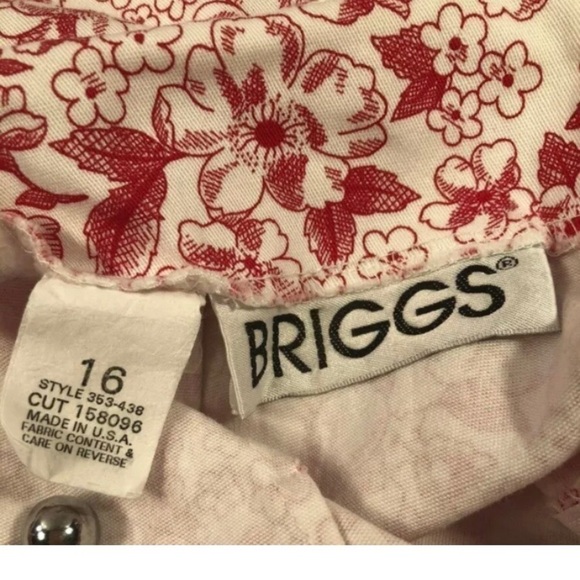 BRIGGS®
16
STYLE 353-438
CUT 158096
MADE IN U.S.A.
FABRIC CONTENT &
CARE ON REVERSE